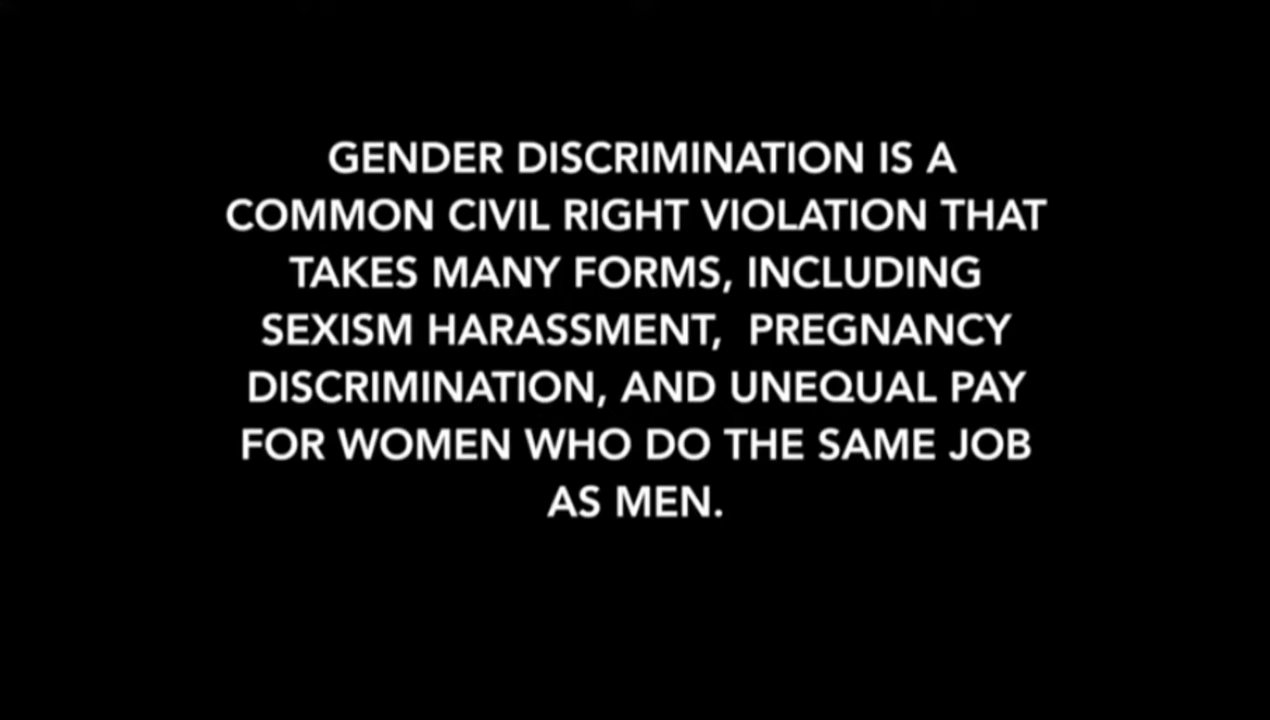 GENDER DISCRIMINATION IS A
COMMON CIVIL RIGHT VIOLATION THAT
TAKES MANY FORMS, INCLUDING
SEXISM HARASSMENT,  PREGNANCY
DISCRIMINATION, AND UNEQUAL PAY
FOR WOMEN WHO DO THE SAME JOB
AS MEN.